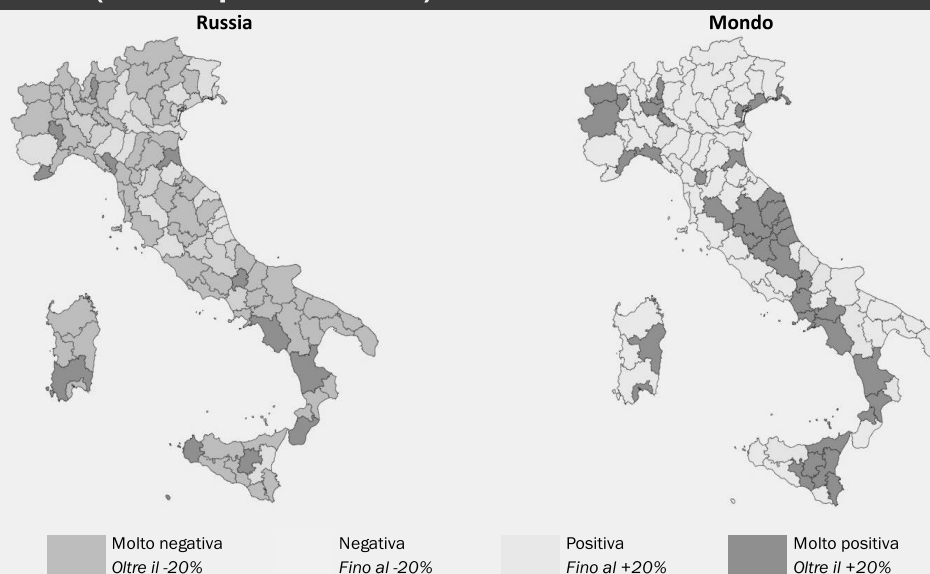 Russia
Mondo
Molto negativa
Oltre il -20%
Negativa
Fino al -20%
Positiva
Fino al +20%
Molto positiva
Oltre il +20%